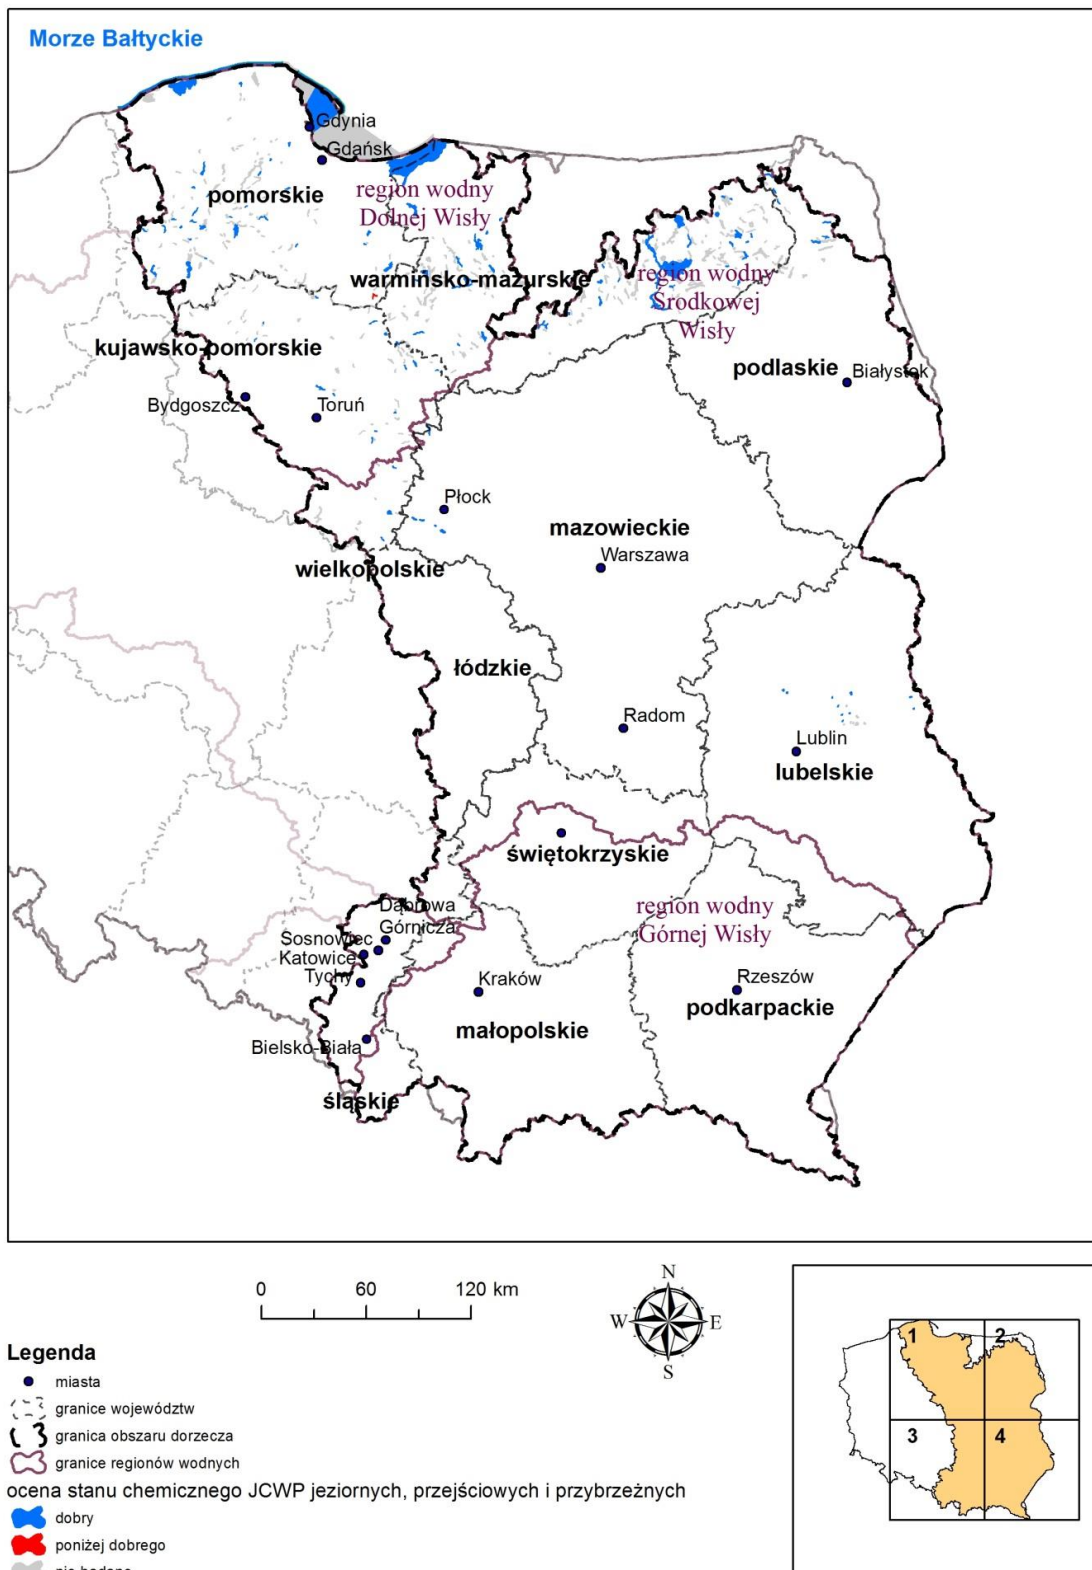 Morze Bałtyckie
Gdynia
Gdańsk
pomorskie
region wodny
Dolnej Wisły
warmińsko-mazurskie
region wodny
Środkowej
Wisły
kujawsko-pomorskie
podlaskie
Białystok
Bydgoszcz
Toruń
Płock
mazowieckie
Warszawa
wielkopolskie
łódzkie
Radom
Lublin
lubelskie
świętokrzyskie
region wodny
Górnej Wisły
Dąbrowa
Górnicza
Sosnowiec
Katowice
Tychy
Kraków
Rzeszów
podkarpackie
małopolskie
Bielsko-Biała
śląskie
0 60 120 km
N
W E
S
Legenda
miasta
granice województw
granica obszaru dorzecza
granice regionów wodnych
ocena stanu chemicznego JCWP jeziornych, przejściowych i przybrzeżnych
dobry
poniżej dobrego
1 2
3 4